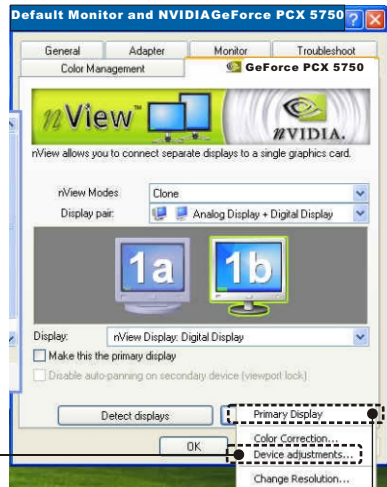 Default Monitor and NVIDIAGeForce PCX 5750
General Adapter Monitor Troubleshoot
Color Management GeForce PCX 5750
nView
nVIDIA.
nView allows you to connect separate displays to a single graphics card.
nView Modes Clone
Display pair: Analog Display + Digital Display
1a 1b
Display: nView Display: Digital Display
Make this the primary display
Disable auto-panning on secondary device (viewport lock)
Detect displays
Primary Display
OK
Color Correction...
Device adjustments...
Change Resolution...